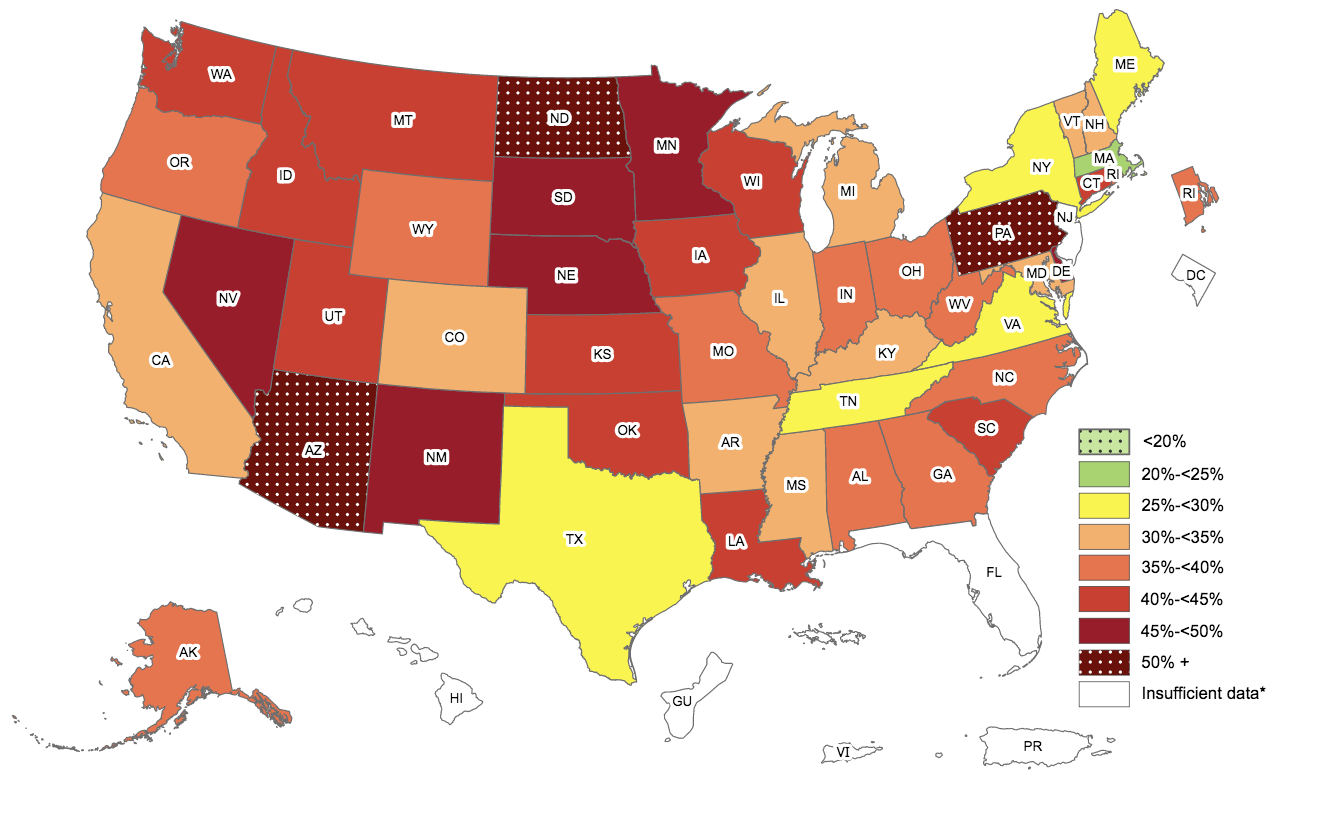 ME
WA
MT
ND
VT
NH
MN
OR
ID
NY
MA
RI
CT
WI
MI
RI
SD
WY
NJ
PA
IA
OH
NE
MD
DE
DC
NV
IL
IN
WV
UT
CO
VA
KS
MO
KY
CA
NC
TN
OK
SC
AZ
NM
AR
MS
AL
GA
TX
LA
FL
<20%
20%-<25%
25%-<30%
30%-<35%
35%-<40%
40%-<45%
45%-<50%
50% +
Insufficient data*
AK
HI
GU
VI
PR